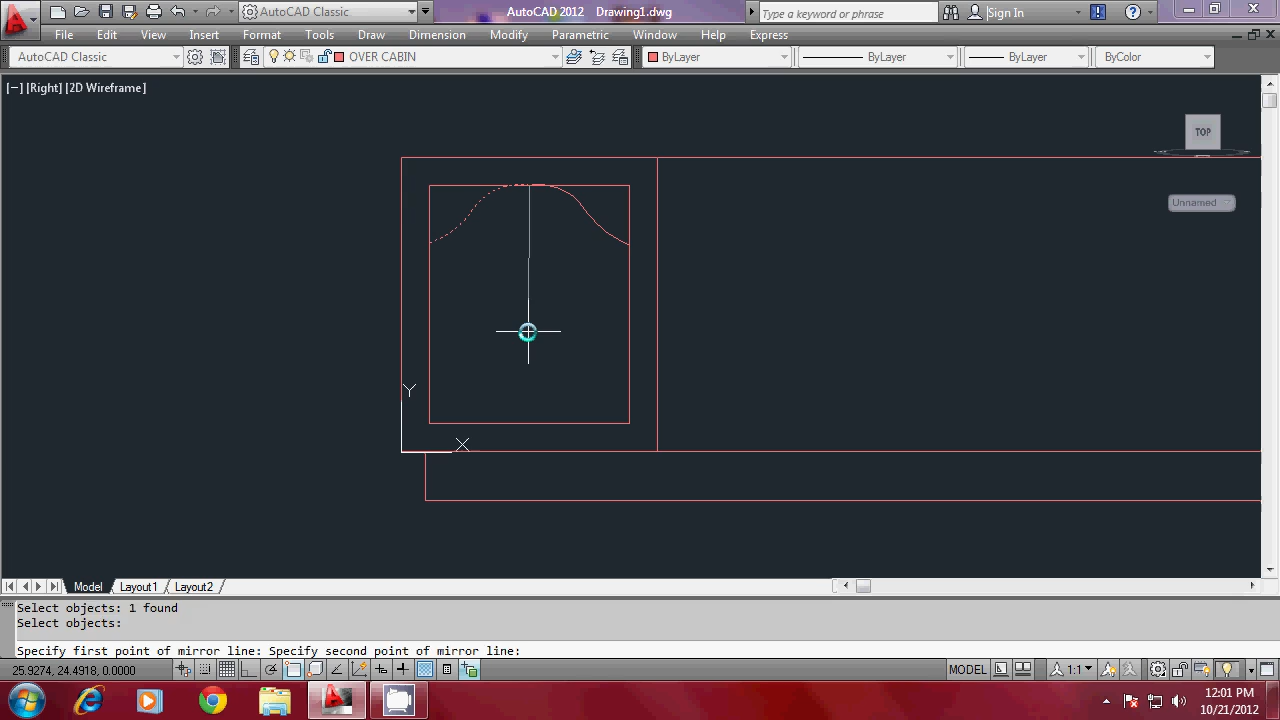 AutoCAD Classic AutoCAD 2012 Drawing1.dwg Type a keyword or phrase Sign In
File Edit View Insert Format Tools Draw Dimension Modify Parametric Window Help Express
AutoCAD Classic OVER CABIN ByLayer ByLayer ByLayer ByColor
[−] [Right] [2D Wireframe]
TOP
Unnamed
Y
X
Model Layout1 Layout2
Select objects: 1 found
Select objects:
Specify first point of mirror line: Specify second point of mirror line:
25.9274, 24.4918, 0.0000 MODEL 1:1
12:01 PM
10/21/2012